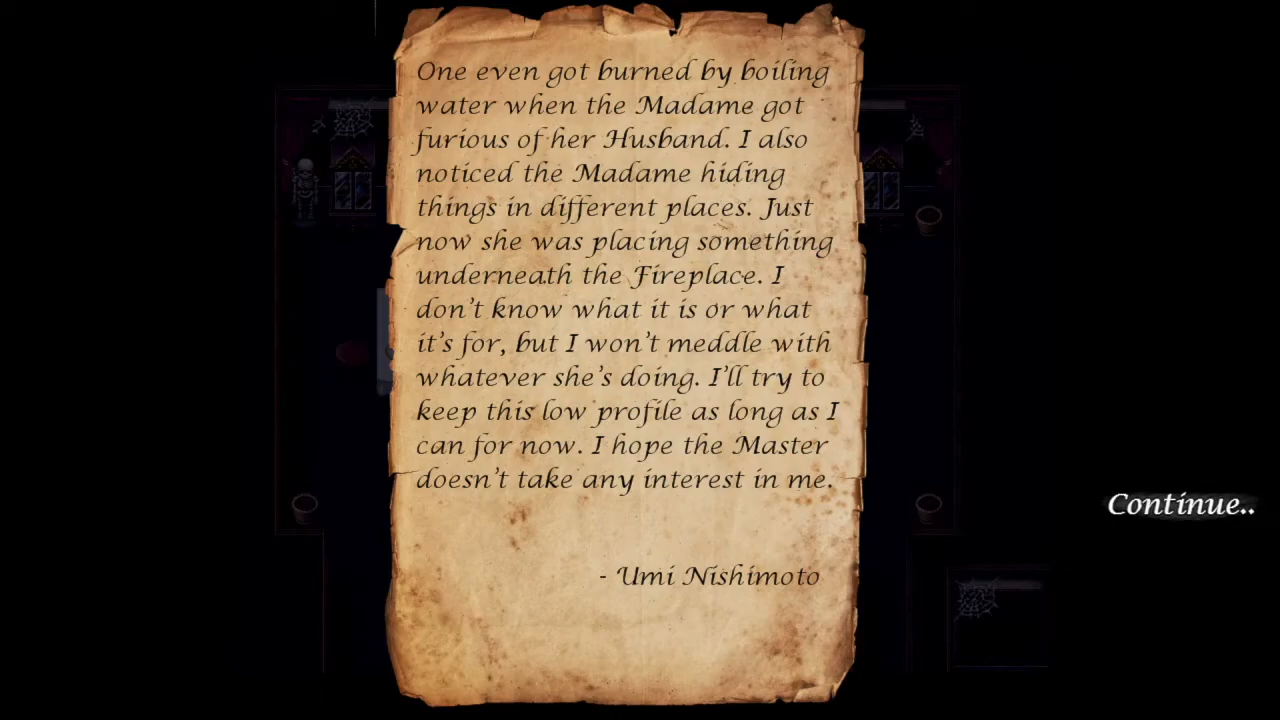 One even got burned by boiling
water when the Madame got
furious of her Husband. I also
noticed the Madame hiding
things in different places. Just
now she was placing something
underneath the Fireplace. I
don't know what it is or what
it's for, but I won't meddle with
whatever she's doing. I'll try to
keep this low profile as long as I
can for now. I hope the Master
doesn't take any interest in me.
- Umi Nishimoto
Continue..